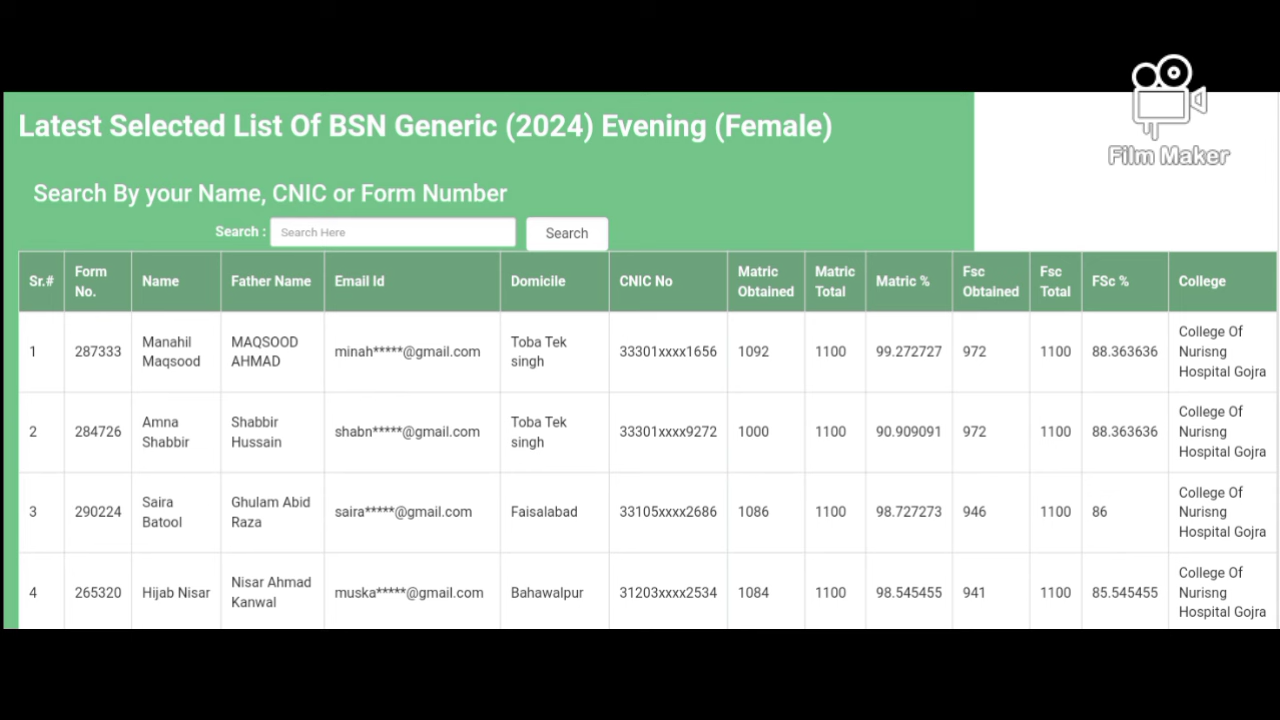 Film Maker
Latest Selected List Of BSN Generic (2024) Evening (Female)
Search By your Name, CNIC or Form Number
Search : Search Here Search
Sr.# Form No. Name Father Name Email Id Domicile CNIC No Matric Obtained Matric Total Matric % Fsc Obtained Fsc Total FSc % College
1 287333 Manahil Maqsood MAQSOOD AHMAD minah*****@gmail.com Toba Tek singh 33301xxxx1656 1092 1100 99.272727 972 1100 88.363636 College Of Nurisng Hospital Gojra
2 284726 Amna Shabbir Shabbir Hussain shabn*****@gmail.com Toba Tek singh 33301xxxx9272 1000 1100 90.909091 972 1100 88.363636 College Of Nurisng Hospital Gojra
3 290224 Saira Batool Ghulam Abid Raza saira*****@gmail.com Faisalabad 33105xxxx2686 1086 1100 98.727273 946 1100 86 College Of Nurisng Hospital Gojra
4 265320 Hijab Nisar Nisar Ahmad Kanwal muska*****@gmail.com Bahawalpur 31203xxxx2534 1084 1100 98.545455 941 1100 85.545455 College Of Nurisng Hospital Gojra